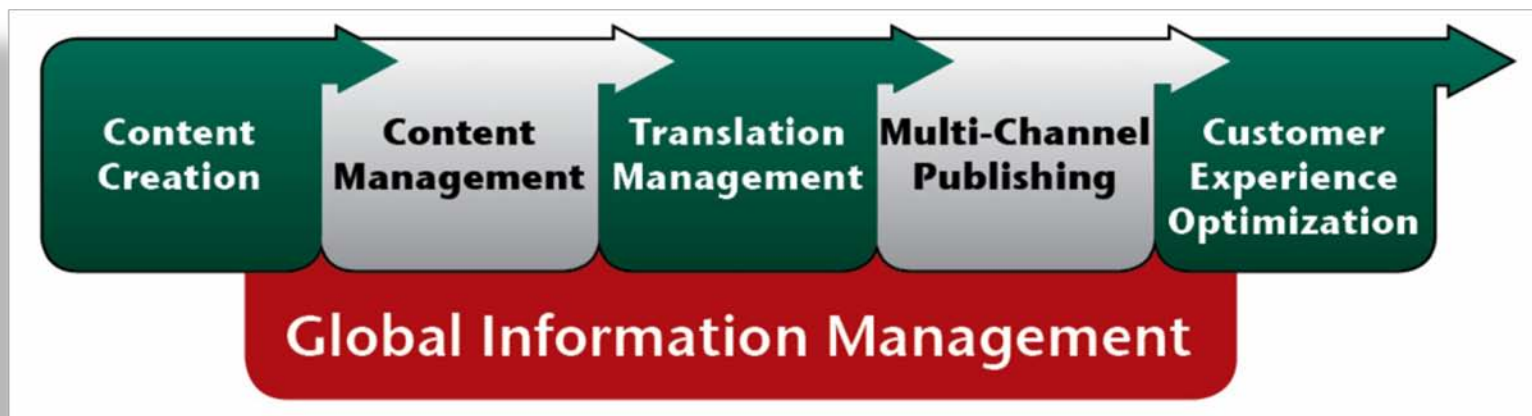 Content
Creation
Content
Management
Translation
Management
Multi-Channel
Publishing
Customer
Experience
Optimization
Global Information Management